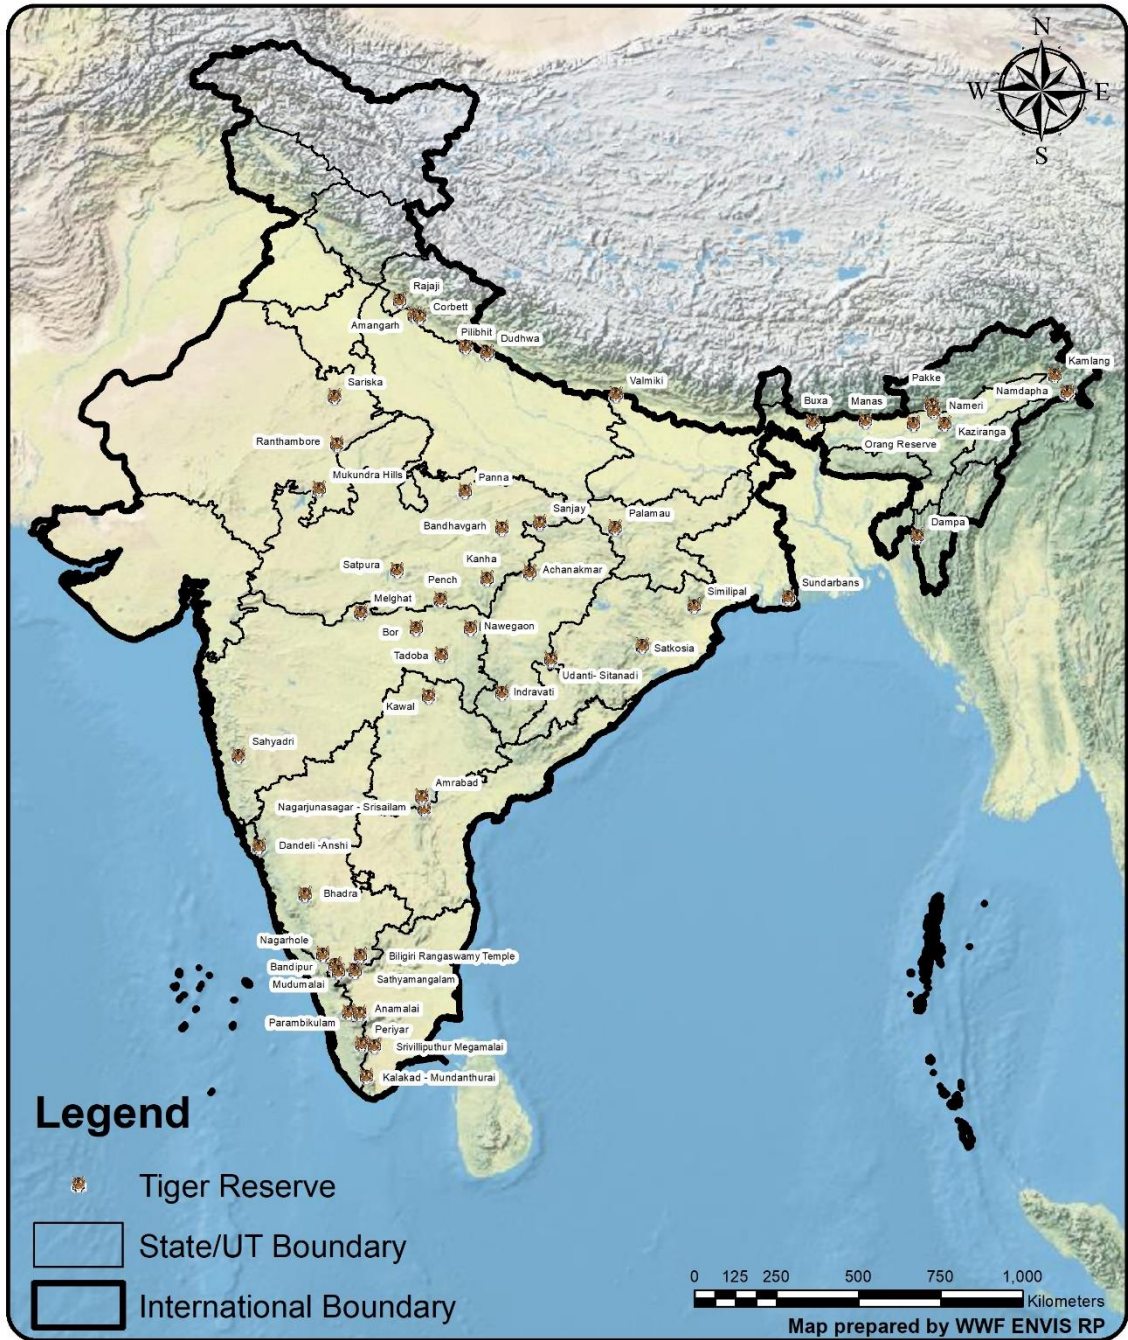 N
W
E
S
Rajaji
Corbett
Amangarh
Pilibhit
Dudhwa
Kamlang
Pakke
Namdapha
Sariska
Valmiki
Buxa
Manas
Nameri
Orang Reserve
Kaziranga
Ranthambore
Mukundra Hills
Panna
Sanjay
Bandhavgarh
Palamau
Dampa
Kanha
Satpura
Pench
Achanakmar
Sundarbans
Melghat
Similipal
Bor
Nawegaon
Satkosia
Tadoba
Udanti- Sitanadi
Indravati
Kawal
Sahyadri
Amrabad
Nagarjunasagar - Srisailam
Dandeli -Anshi
Bhadra
Nagarhole
Biligiri Rangaswamy Temple
Bandipur
Sathyamangalam
Mudumalai
Anamalai
Parambikulam
Periyar
Srivilliputhur Megamalai
Kalakad - Mundanthurai
Legend
Tiger Reserve
State/UT Boundary
International Boundary
0 125 250 500 750 1,000
Kilometers
Map prepared by WWF ENVIS RP